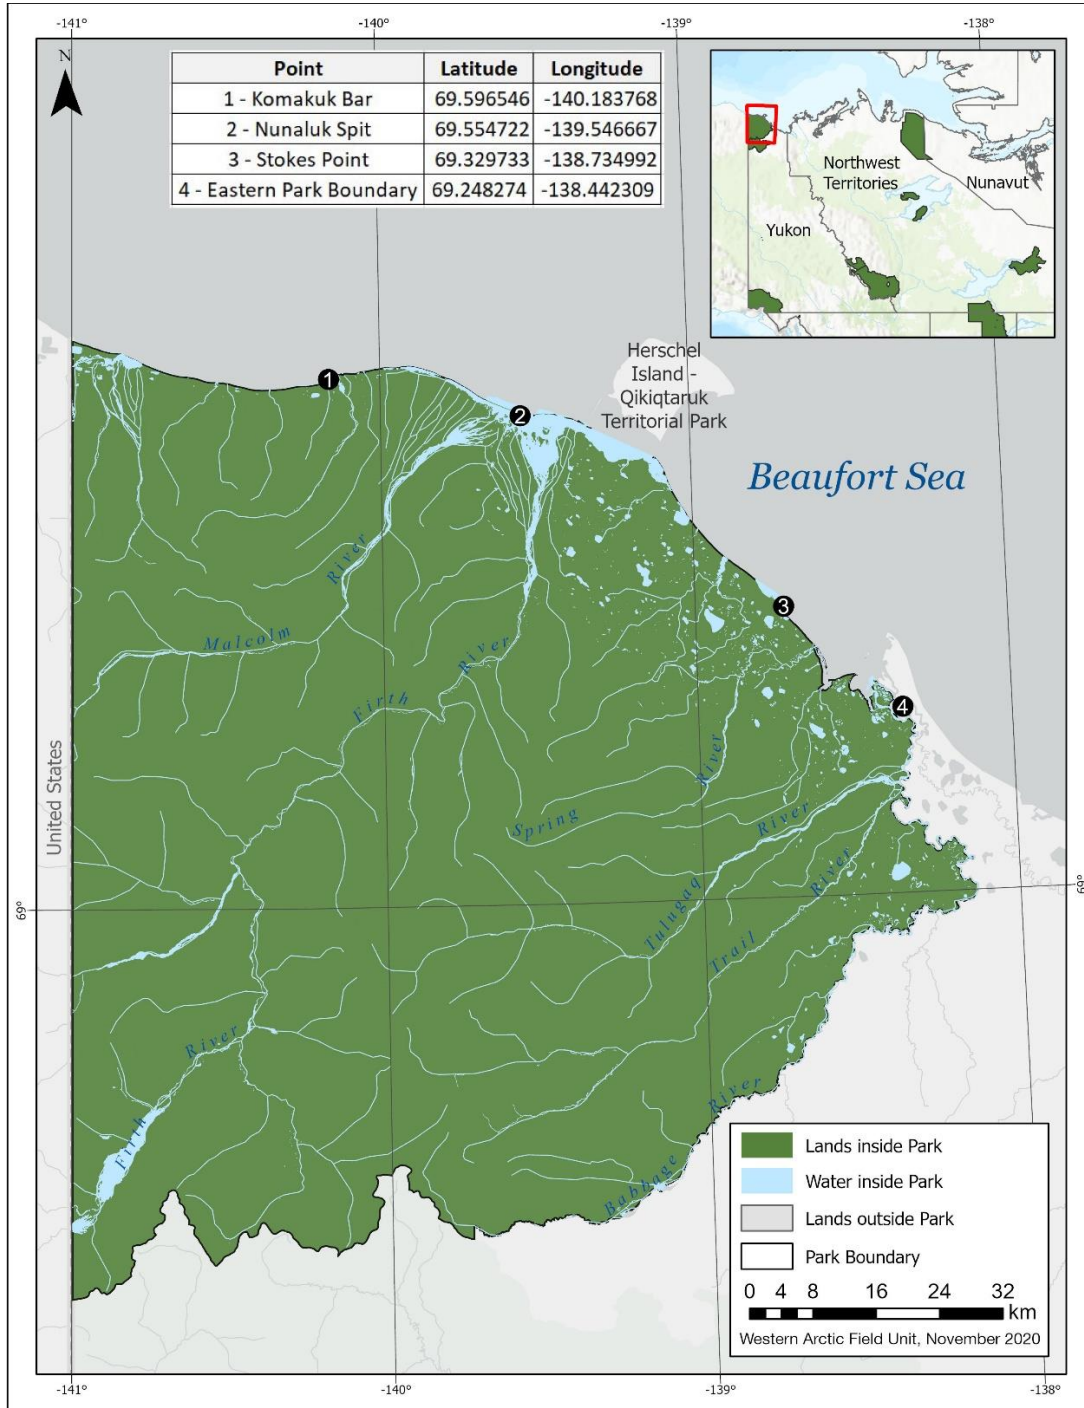 -141°
-140°
-139°
-138°
N
Point Latitude Longitude
1 - Komakuk Bar 69.596546 -140.183768
2 - Nunaluk Spit 69.554722 -139.546667
3 - Stokes Point 69.329733 -138.734992
4 - Eastern Park Boundary 69.248274 -138.442309
Northwest
Territories
Nunavut
Yukon
Herschel
Island -
Qikiqtaruk
Territorial Park
1
2
Beaufort Sea
River
3
Malcolm
River
Firth
4
United States
River
Spring
River
River
69°
69°
Tulugaq
Trail
River
River
Firth
Babbage
Lands inside Park
Water inside Park
Lands outside Park
Park Boundary
0 4 8 16 24 32
km
Western Arctic Field Unit, November 2020
-141°
-140°
-139°
-138°